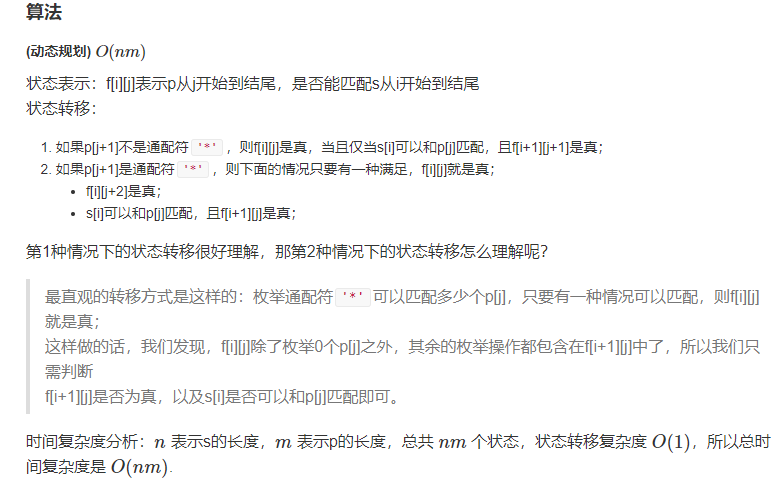 算法
(动态规划) O(nm)
状态表示：f[i][j]表示p从j开始到结尾，是否能匹配s从i开始到结尾
状态转移：
1. 如果p[j+1]不是通配符 '*' ，则f[i][j]是真，当且仅当s[i]可以和p[j]匹配，且f[i+1][j+1]是真；
2. 如果p[j+1]是通配符 '*' ，则下面的情况只要有一种满足，f[i][j]就是真；
• f[i][j+2]是真；
• s[i]可以和p[j]匹配，且f[i+1][j]是真；
第1种情况下的状态转移很好理解，那第2种情况下的状态转移怎么理解呢？
最直观的转移方式是这样的：枚举通配符 '*' 可以匹配多少个p[j]，只要有一种情况可以匹配，则f[i][j]
就是真；
这样做的话，我们发现，f[i][j]除了枚举0个p[j]之外，其余的枚举操作都包含在f[i+1][j]中了，所以我们只
需判断
f[i+1][j]是否为真，以及s[i]是否可以和p[j]匹配即可。
时间复杂度分析：n 表示s的长度，m 表示p的长度，总共 nm 个状态，状态转移复杂度 O(1)，所以总时
间复杂度是 O(nm).